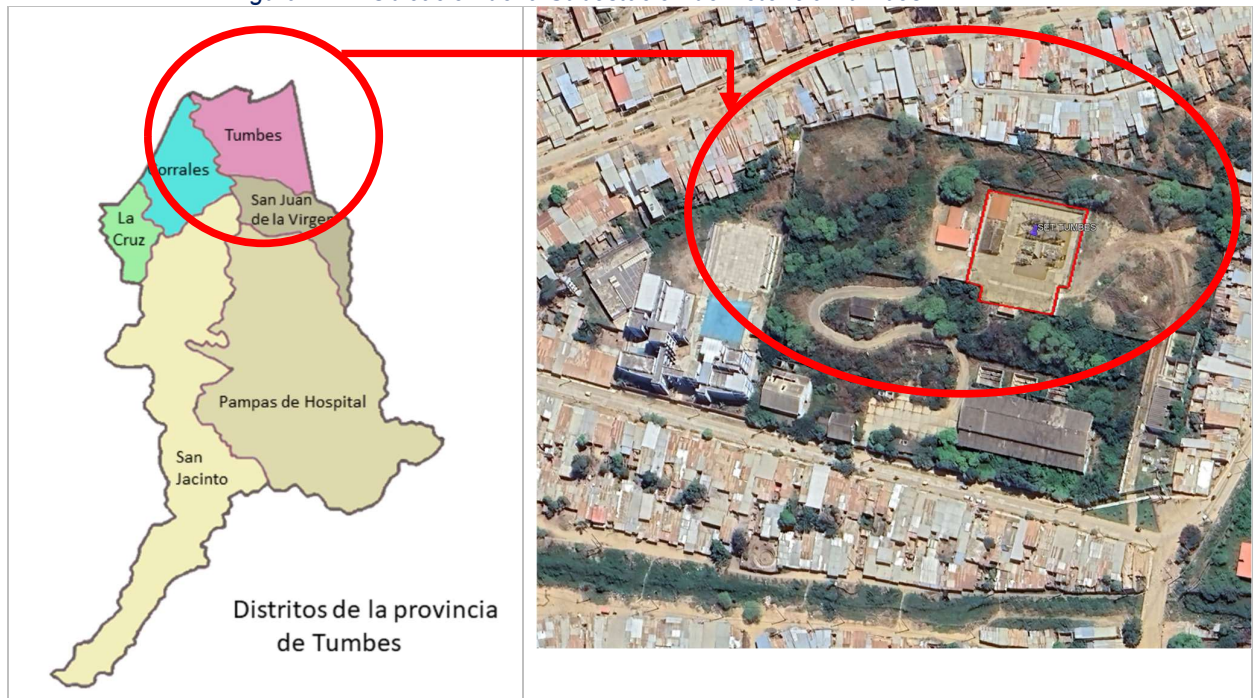 Tumbes
Corrales
San Juan
de la Virgen
La
Cruz
Pampas de Hospital
San
Jacinto
Distritos de la provincia
de Tumbes
SET TUMBES